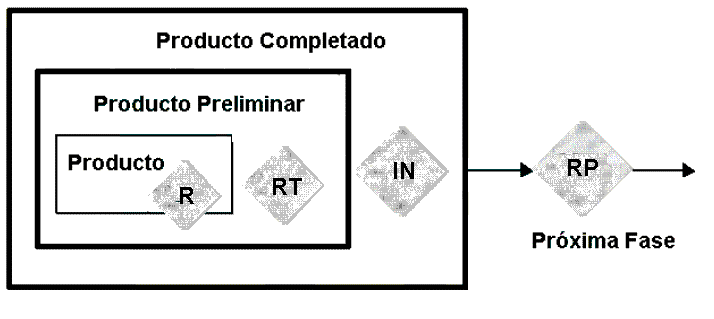 Producto Completado
Producto Preliminar
Producto
R
RT
IN
RP
Próxima Fase